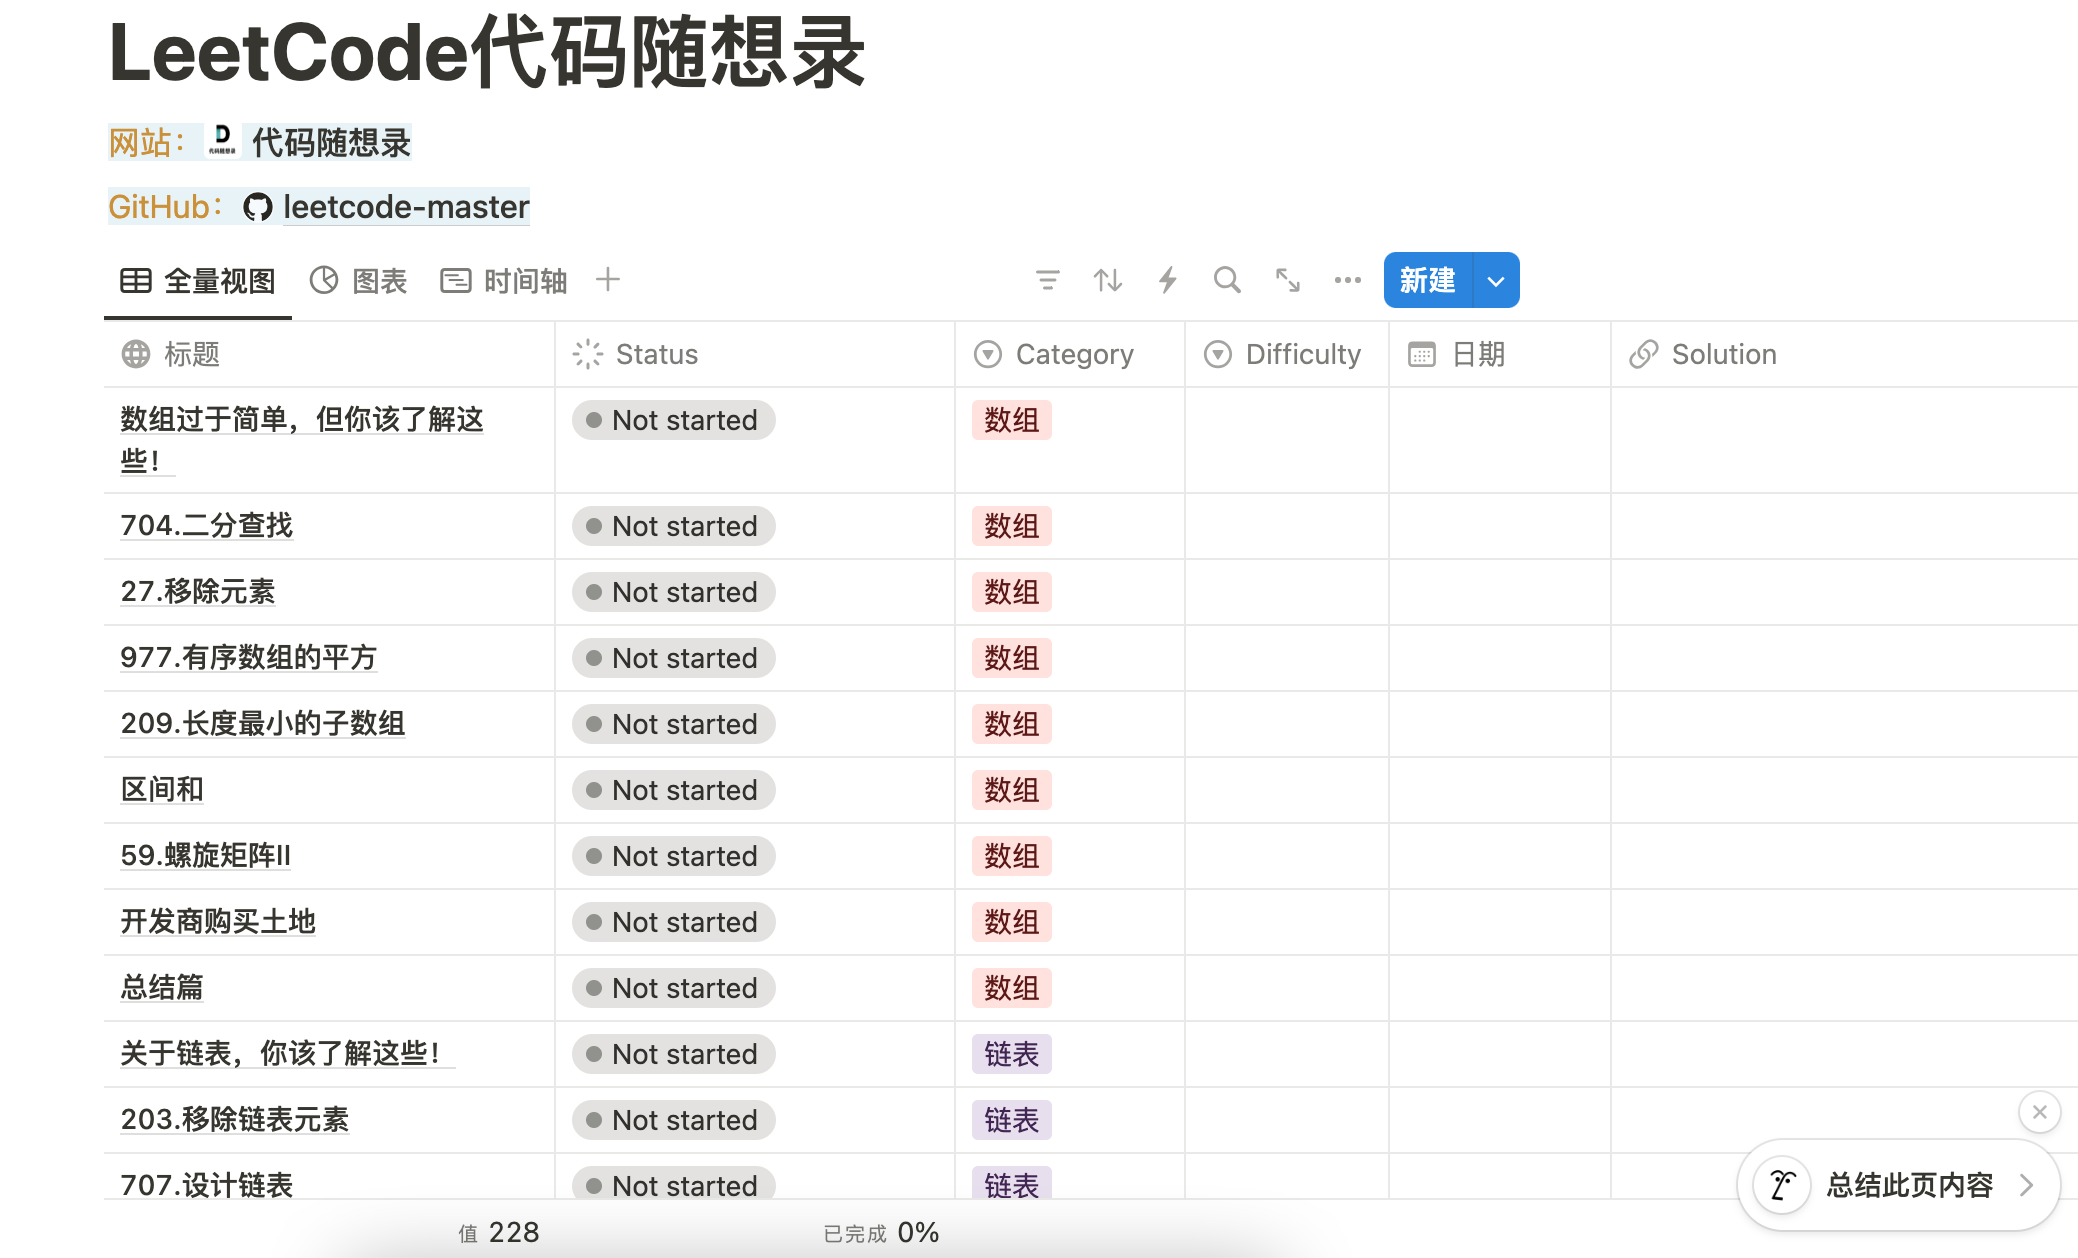 LeetCode代码随想录
网站： 代码随想录
GitHub： leetcode-master
全量视图 图表 时间轴 新建
标题 Status Category Difficulty 日期 Solution
数组过于简单，但你该了解这 Not started 数组
些！
704.二分查找 Not started 数组
27.移除元素 Not started 数组
977.有序数组的平方 Not started 数组
209.长度最小的子数组 Not started 数组
区间和 Not started 数组
59.螺旋矩阵II Not started 数组
开发商购买土地 Not started 数组
总结篇 Not started 数组
关于链表，你该了解这些！ Not started 链表
203.移除链表元素 Not started 链表
707.设计链表 Not started 链表
总结此页内容
值 228 已完成 0%